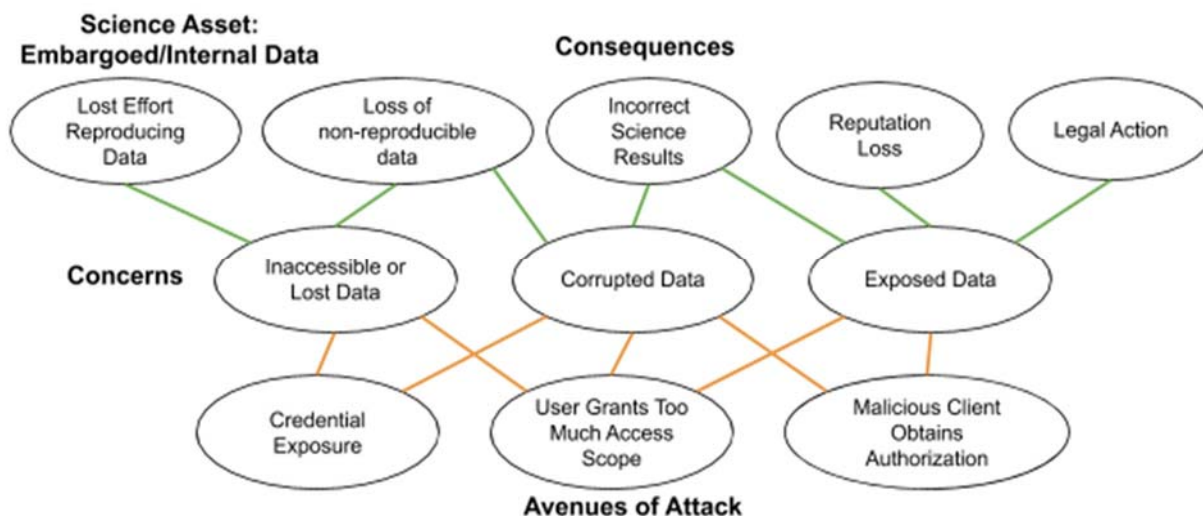 Science Asset:
Embargoed/Internal Data
Consequences
Lost Effort
Reproducing
Data
Loss of
non-reproducible
data
Incorrect
Science
Results
Reputation
Loss
Legal Action
Concerns
Inaccessible or
Lost Data
Corrupted Data
Exposed Data
Credential
Exposure
User Grants Too
Much Access
Scope
Malicious Client
Obtains
Authorization
Avenues of Attack